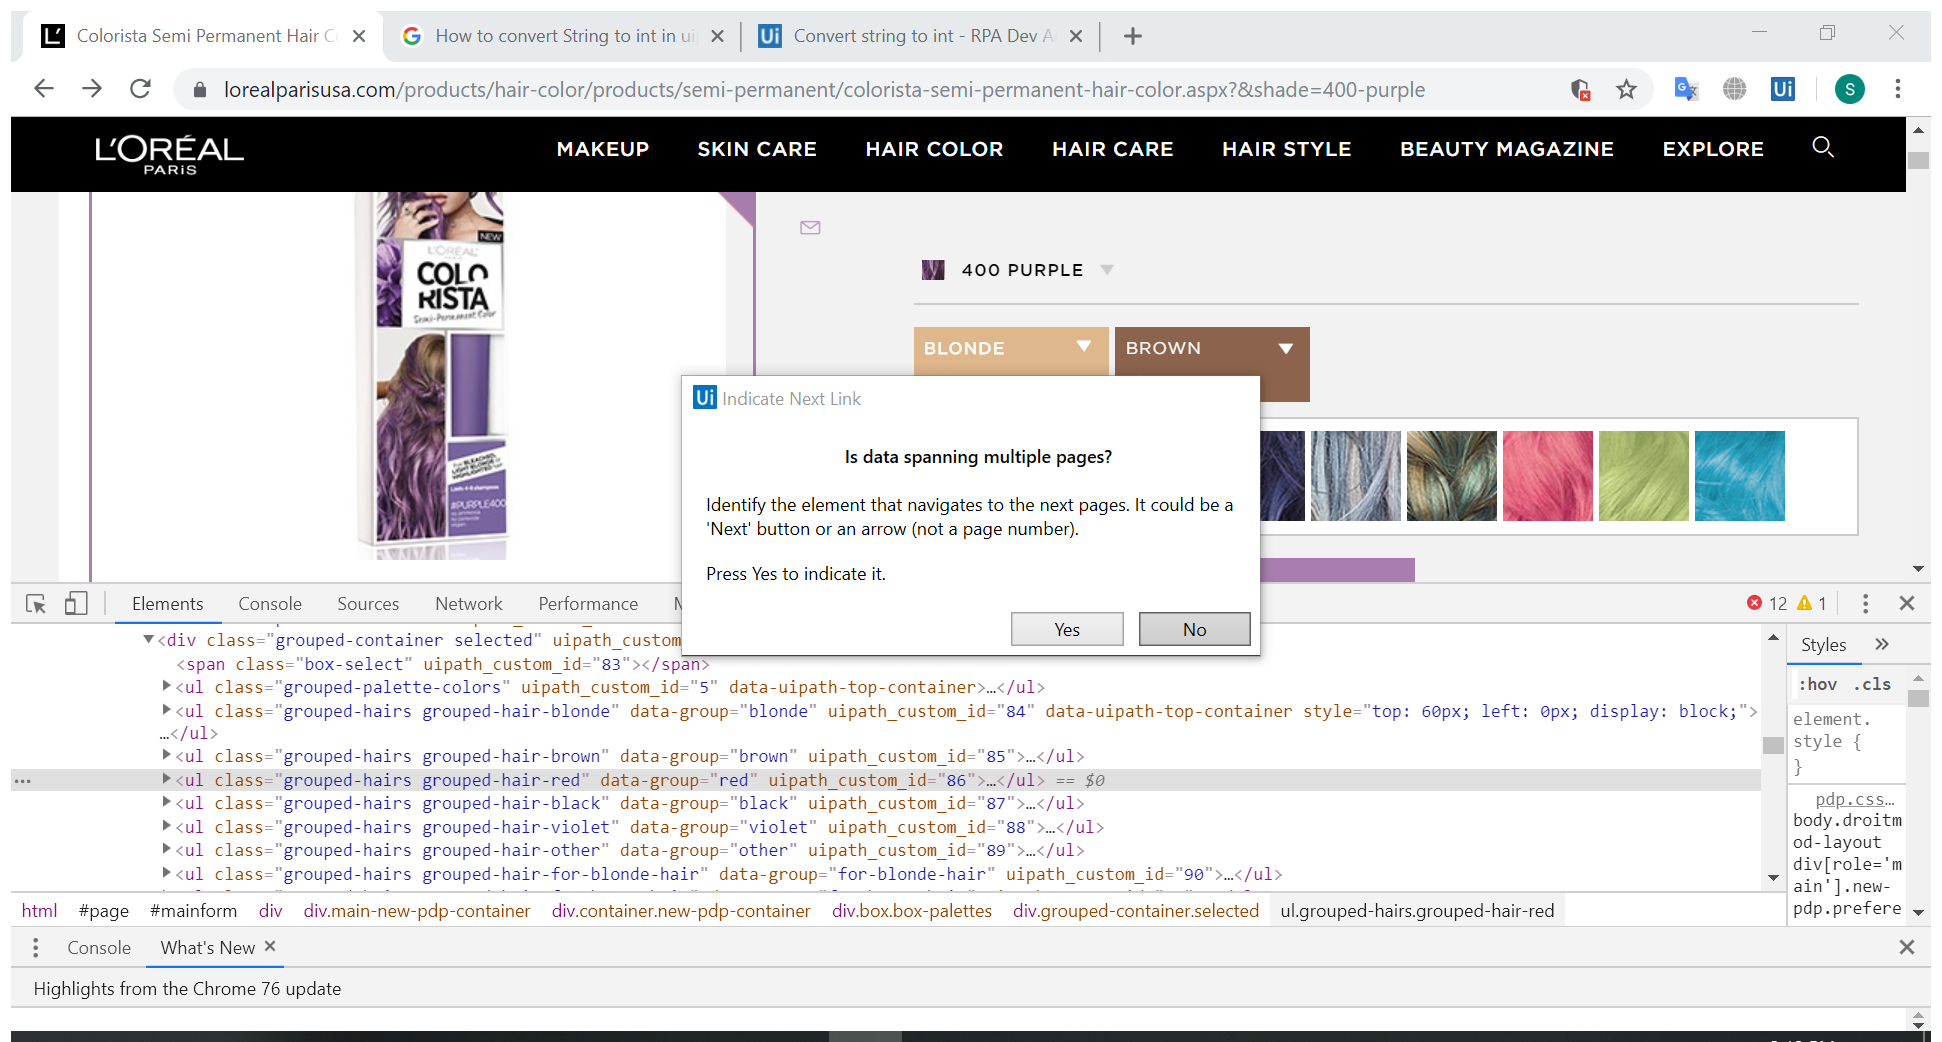 Colorista Semi Permanent Hair C
How to convert String to int in ui
Ui Convert string to int - RPA Dev A
lorealparisusa.com/products/hair-color/products/semi-permanent/colorista-semi-permanent-hair-color.aspx?&shade=400-purple
Ui
S
L'ORÉAL
PARiS
MAKEUP SKIN CARE HAIR COLOR HAIR CARE HAIR STYLE BEAUTY MAGAZINE EXPLORE
NEW
L'ORÉAL
COLO
RISTA
Semi-Permanent Color
#PURPLE400
400 PURPLE
BLONDE BROWN
Ui Indicate Next Link
Is data spanning multiple pages?
Identify the element that navigates to the next pages. It could be a
'Next' button or an arrow (not a page number).
Press Yes to indicate it.
Yes No
Elements Console Sources Network Performance M
12 1
<div class="grouped-container selected" uipath_custom
<span class="box-select" uipath_custom_id="83"></span>
<ul class="grouped-palette-colors" uipath_custom_id="5" data-uipath-top-container>…</ul>
<ul class="grouped-hairs grouped-hair-blonde" data-group="blonde" uipath_custom_id="84" data-uipath-top-container style="top: 60px; left: 0px; display: block;">
…</ul>
<ul class="grouped-hairs grouped-hair-brown" data-group="brown" uipath_custom_id="85">…</ul>
<ul class="grouped-hairs grouped-hair-red" data-group="red" uipath_custom_id="86">…</ul> == $0
<ul class="grouped-hairs grouped-hair-black" data-group="black" uipath_custom_id="87">…</ul>
<ul class="grouped-hairs grouped-hair-violet" data-group="violet" uipath_custom_id="88">…</ul>
<ul class="grouped-hairs grouped-hair-other" data-group="other" uipath_custom_id="89">…</ul>
<ul class="grouped-hairs grouped-hair-for-blonde-hair" data-group="for-blonde-hair" uipath_custom_id="90">…</ul>
Styles »
:hov .cls
element.
style {
}
pdp.css…
body.droitm
od-layout
div[role='m
ain'].new-
pdp.prefere
html #page #mainform div div.main-new-pdp-container div.container.new-pdp-container div.box.box-palettes div.grouped-container.selected ul.grouped-hairs.grouped-hair-red
Console What's New
Highlights from the Chrome 76 update